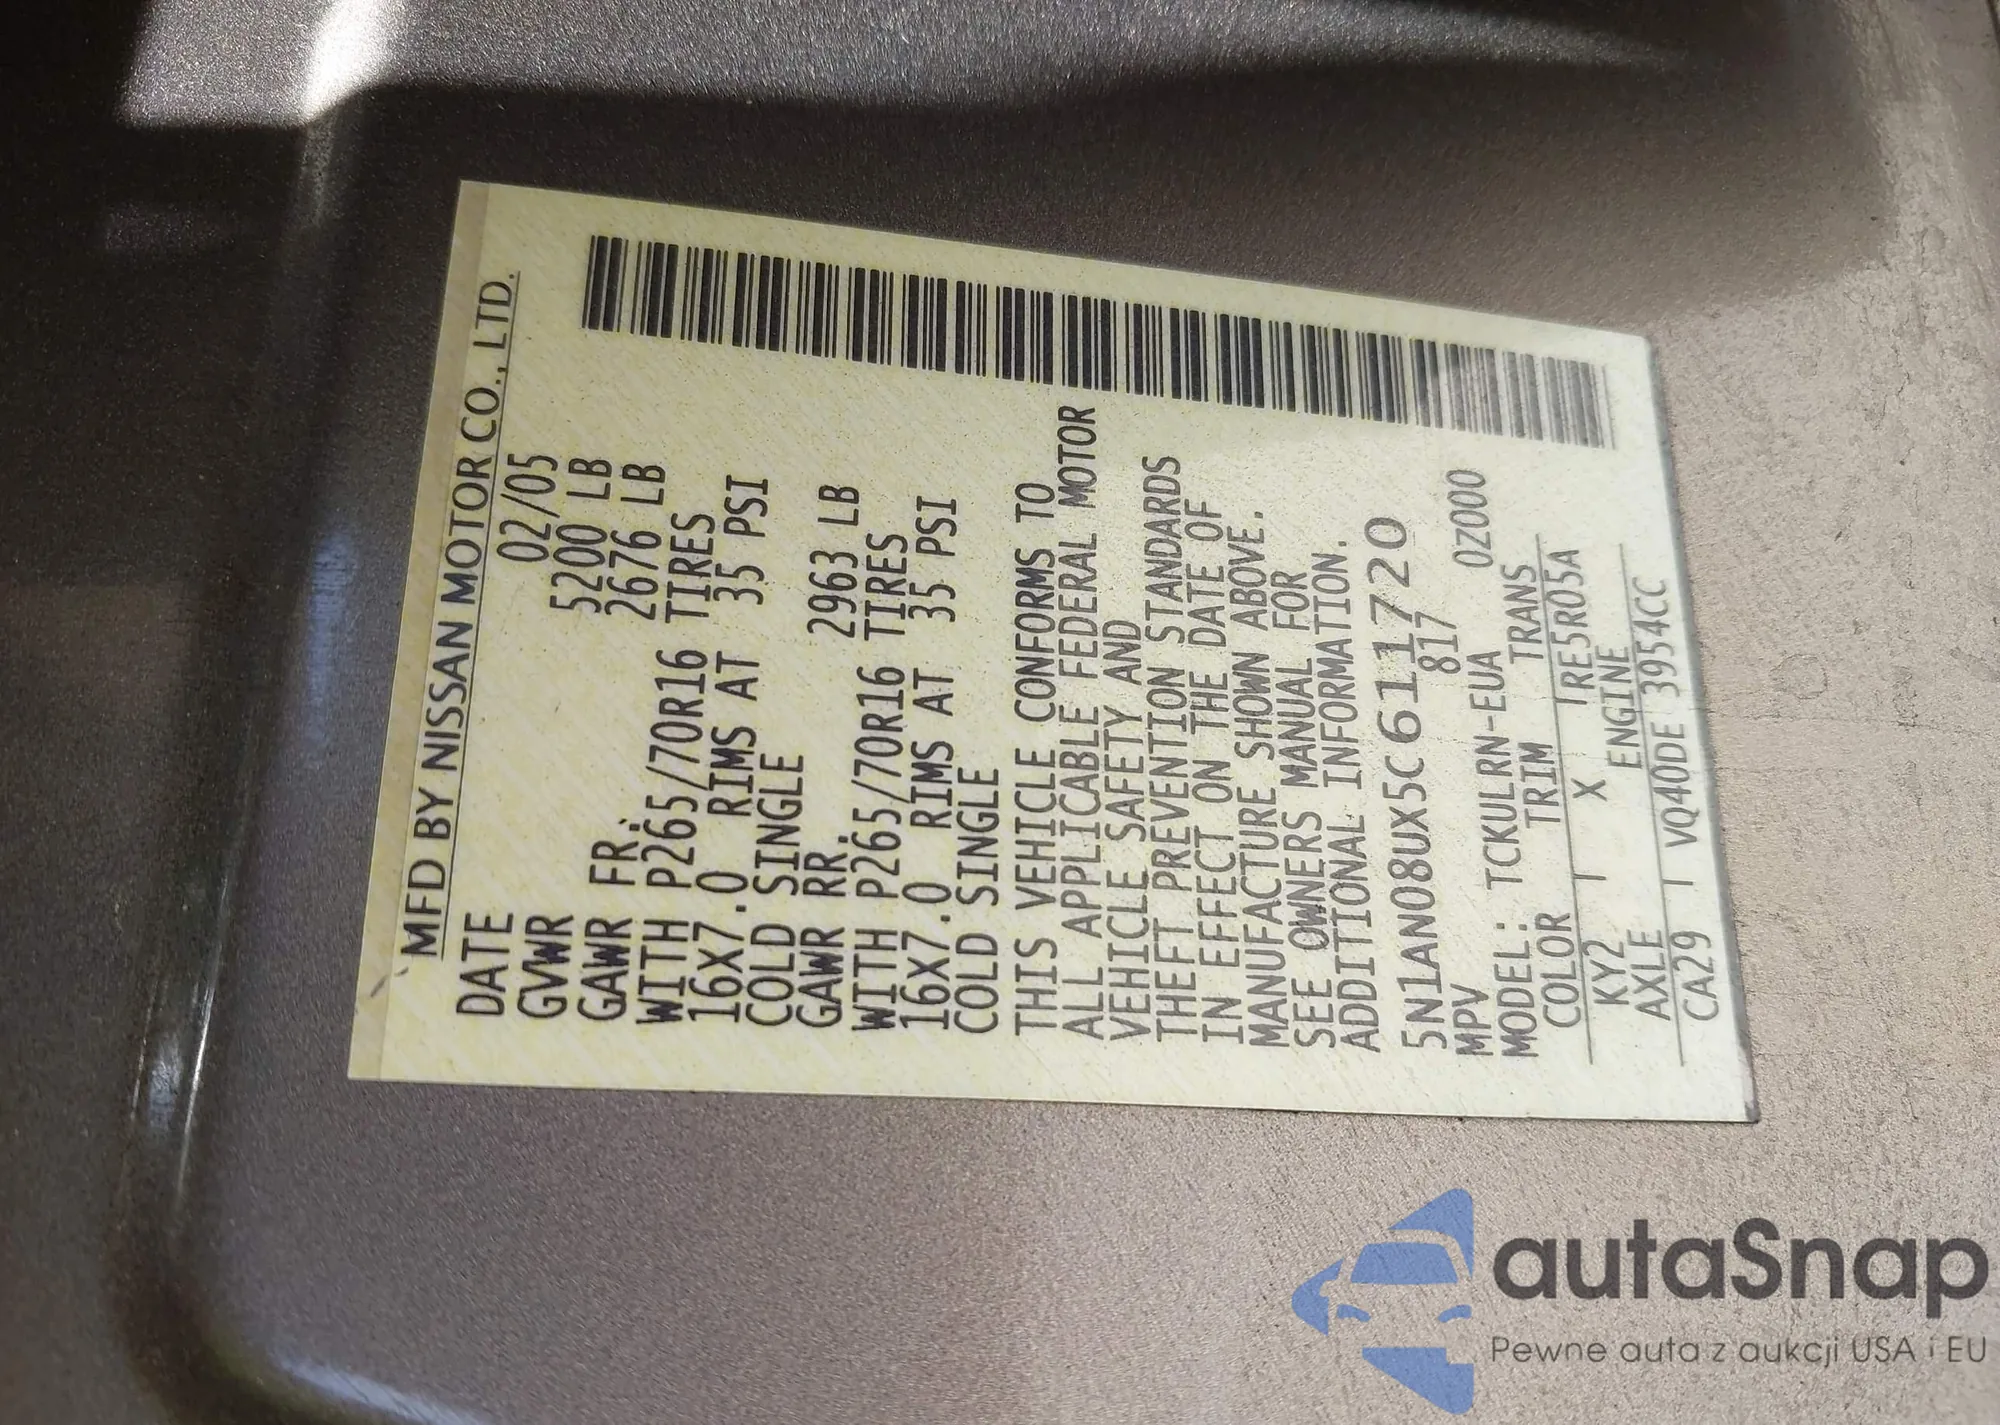 MFD BY NISSAN MOTOR CO., LTD.
DATE 02/05
GVWR 5200 LB
GAWR FR. 2676 LB
WITH P265/70R16 TIRES
16X7.0 RIMS AT 35 PSI
COLD SINGLE
GAWR RR. 2963 LB
WITH P265/70R16 TIRES
16X7.0 RIMS AT 35 PSI
COLD SINGLE
THIS VEHICLE CONFORMS TO
ALL APPLICABLE FEDERAL MOTOR
VEHICLE SAFETY AND
THEFT PREVENTION STANDARDS
IN EFFECT ON THE DATE OF
MANUFACTURE SHOWN ABOVE.
SEE OWNERS MANUAL FOR
ADDITIONAL INFORMATION.
5N1AN08UX5C611720
MPV 817 0Z000
MODEL: TCKULRN-EUA
COLOR TRIM TRANS
KY2 X RE5R05A
AXLE ENGINE
CA29 VQ40DE 3954CC
autaSnap
Pewne auta z aukcji USA i EU